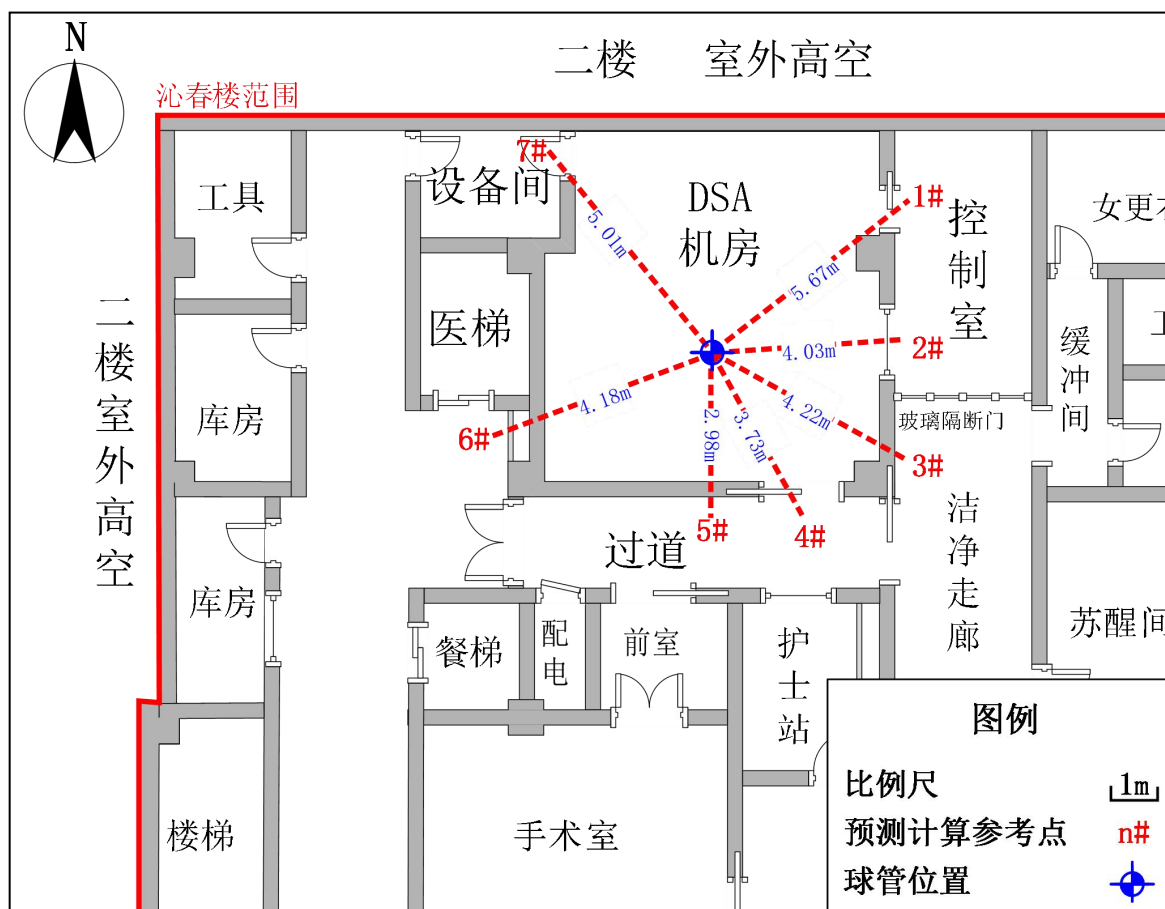 N
二楼 室外高空
沁春楼范围
工具
设备间
7#
DSA
机房
1#
控制室
女更衣
5.01m
5.67m
二楼室外高空
医梯
4.03m
2#
缓冲间
工
库房
4.18m
2.98m
3.73m
4.22m
玻璃隔断门
6#
3#
5#
4#
过道
洁净走廊
库房
餐梯
配电
前室
护士站
苏醒间
图例
比例尺 1m
预测计算参考点 n#
球管位置
楼梯
手术室